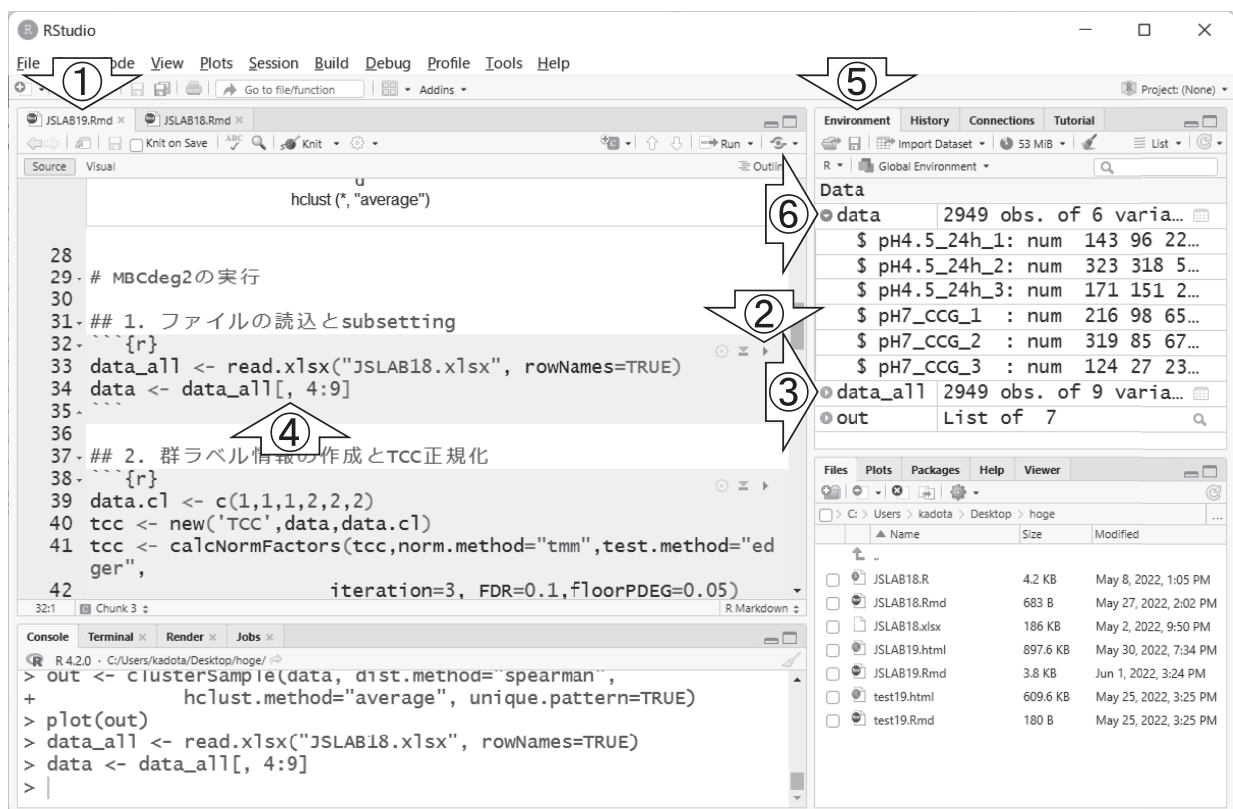 RStudio
File ode View Plots Session Build Debug Profile Tools Help
① ⑤
Go to file/function Addins Project: (None)
JSLAB19.Rmd × JSLAB18.Rmd ×
Knit on Save ABC Knit Run
Source Visual Outlin
hclust (*, "average")
28
29 # MBCdeg2の実行
30
31 ## 1. ファイルの読込とsubsetting
32 ```{r}
33 data_all <- read.xlsx("JSLAB18.xlsx", rowNames=TRUE)
34 data <- data_all[, 4:9]
35 ```
36
37 ## 2. 群ラベル情報の作成とTCC正規化
38 ```{r}
39 data.cl <- c(1,1,1,2,2,2)
40 tcc <- new('TCC',data,data.cl)
41 tcc <- calcNormFactors(tcc,norm.method="tmm",test.method="ed
ger",
42 iteration=3, FDR=0.1,floorPDEG=0.05)
② ③ ④ ⑥
32:1 C Chunk 3 R Markdown
Console Terminal × Render × Jobs ×
R 4.2.0 · C:/Users/kadota/Desktop/hoge/
> out <- clusterSample(data, dist.method="spearman",
+ hclust.method="average", unique.pattern=TRUE)
> plot(out)
> data_all <- read.xlsx("JSLAB18.xlsx", rowNames=TRUE)
> data <- data_all[, 4:9]
>
Environment History Connections Tutorial
Import Dataset 53 MiB List
R Global Environment
Data
data 2949 obs. of 6 varia…
$ pH4.5_24h_1: num 143 96 22…
$ pH4.5_24h_2: num 323 318 5…
$ pH4.5_24h_3: num 171 151 2…
$ pH7_CCG_1 : num 216 98 65…
$ pH7_CCG_2 : num 319 85 67…
$ pH7_CCG_3 : num 124 27 23…
data_all 2949 obs. of 9 varia…
out List of 7
Files Plots Packages Help Viewer
C: > Users > kadota > Desktop > hoge ...
Name Size Modified
..
JSLAB18.R 4.2 KB May 8, 2022, 1:05 PM
JSLAB18.Rmd 683 B May 27, 2022, 2:02 PM
JSLAB18.xlsx 186 KB May 2, 2022, 9:50 PM
JSLAB19.html 897.6 KB May 30, 2022, 7:34 PM
JSLAB19.Rmd 3.8 KB Jun 1, 2022, 3:24 PM
test19.html 609.6 KB May 25, 2022, 3:25 PM
test19.Rmd 180 B May 25, 2022, 3:25 PM